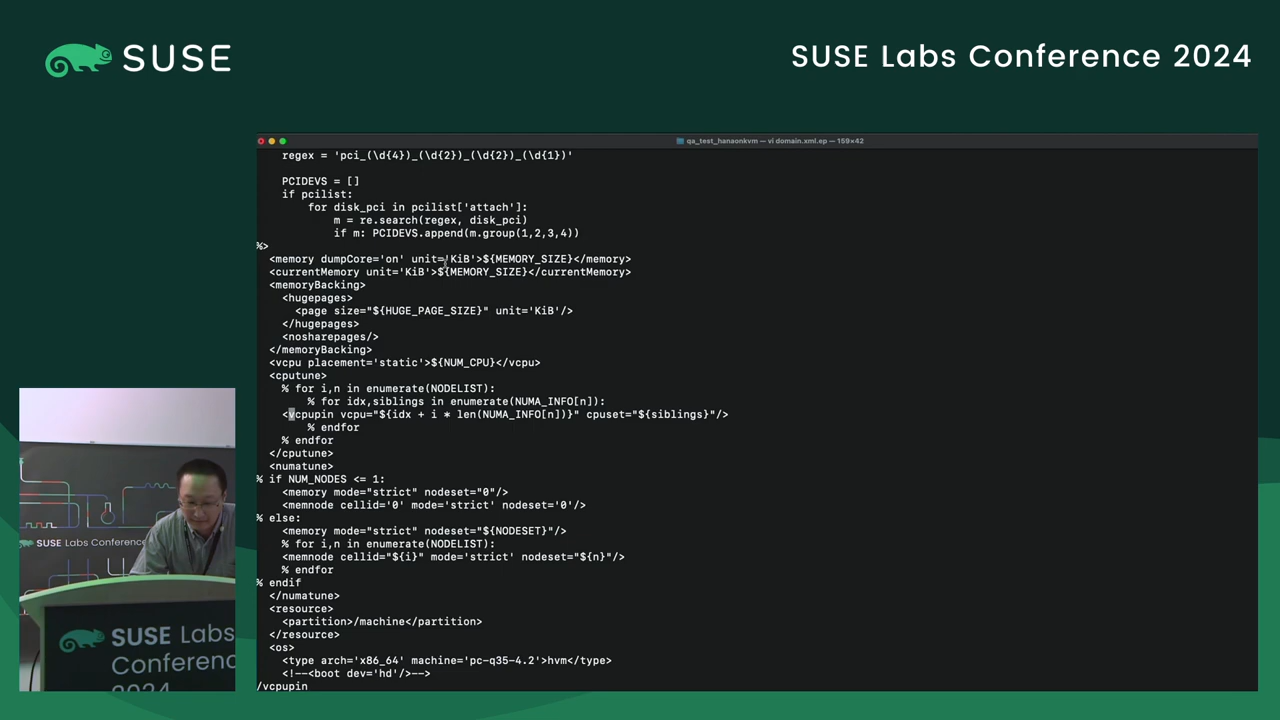 SUSE
SUSE Labs Conference 2024
qa_test_hanaonkvm — vi domain.xml.ep — 159×42
regex = 'pci_(\d{4})_(\d{2})_(\d{2})_(\d{1})'
PCIDEVS = []
if pcilist:
for disk_pci in pcilist['attach']:
m = re.search(regex, disk_pci)
if m: PCIDEVS.append(m.group(1,2,3,4))
%>
<memory dumpCore='on' unit='KiB'>${MEMORY_SIZE}</memory>
<currentMemory unit='KiB'>${MEMORY_SIZE}</currentMemory>
<memoryBacking>
<hugepages>
<page size="${HUGE_PAGE_SIZE}" unit='KiB'/>
</hugepages>
<nosharepages/>
</memoryBacking>
<vcpu placement='static'>${NUM_CPU}</vcpu>
<cputune>
% for i,n in enumerate(NODELIST):
% for idx,siblings in enumerate(NUMA_INFO[n]):
<vcpupin vcpu="${idx + i * len(NUMA_INFO[n])}" cpuset="${siblings}"/>
% endfor
% endfor
</cputune>
<numatune>
% if NUM_NODES <= 1:
<memory mode="strict" nodeset="0"/>
<memnode cellid='0' mode='strict' nodeset='0'/>
% else:
<memory mode="strict" nodeset="${NODESET}"/>
% for i,n in enumerate(NODELIST):
<memnode cellid="${i}" mode='strict' nodeset="${n}"/>
% endfor
% endif
</numatune>
<resource>
<partition>/machine</partition>
</resource>
<os>
<type arch='x86_64' machine='pc-q35-4.2'>hvm</type>
<!--<boot dev='hd'/>-->
/vcpupin
SUSE Labs Conference
SUSE Labs
Conferenc
2024